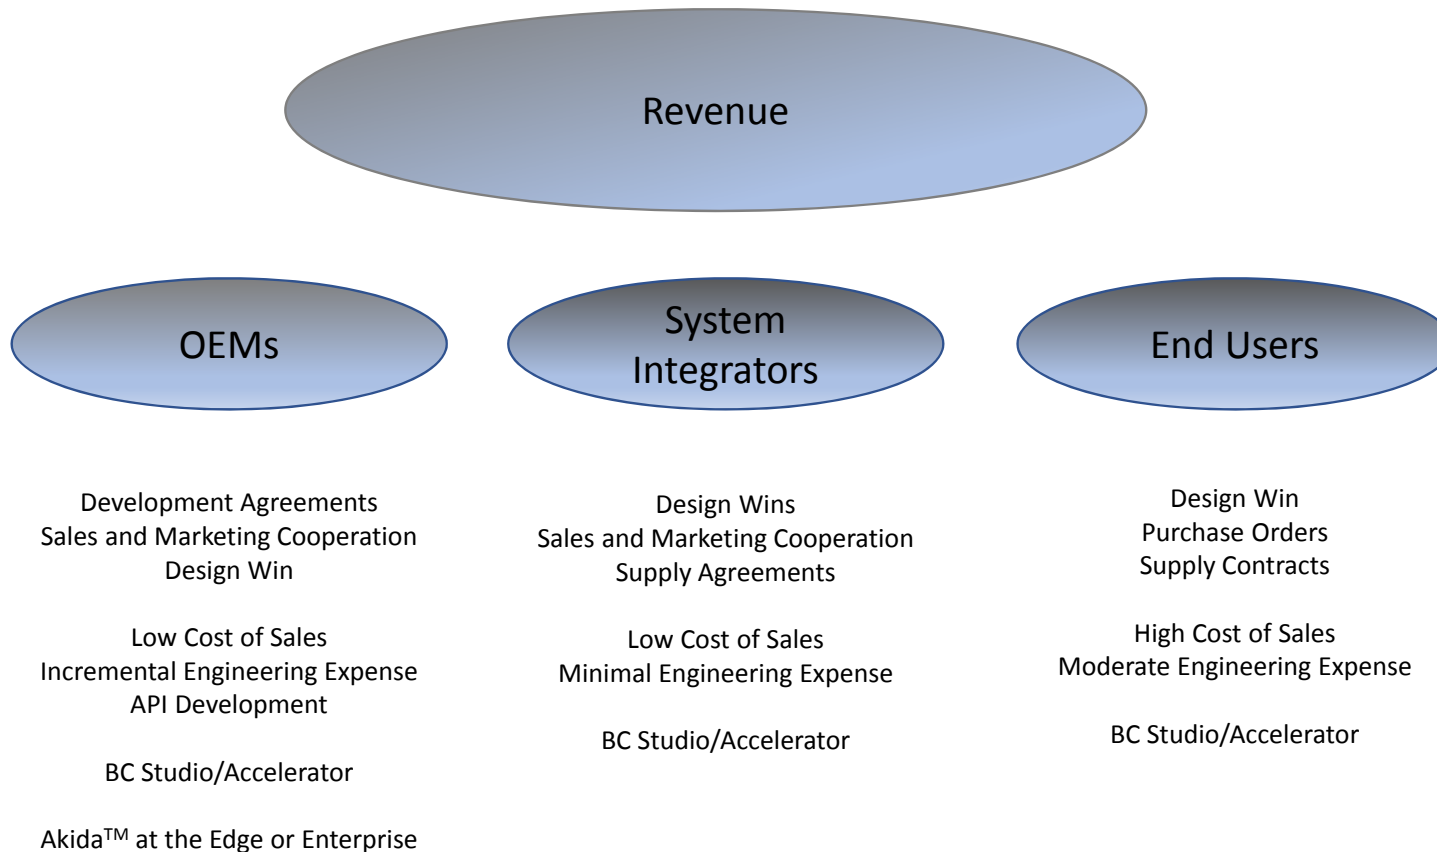 Revenue
OEMs
Development Agreements
Sales and Marketing Cooperation
Design Win
Low Cost of Sales
Incremental Engineering Expense
API Development
BC Studio/Accelerator
Akida™ at the Edge or Enterprise
System
Integrators
Design Wins
Sales and Marketing Cooperation
Supply Agreements
Low Cost of Sales
Minimal Engineering Expense
BC Studio/Accelerator
End Users
Design Win
Purchase Orders
Supply Contracts
High Cost of Sales
Moderate Engineering Expense
BC Studio/Accelerator